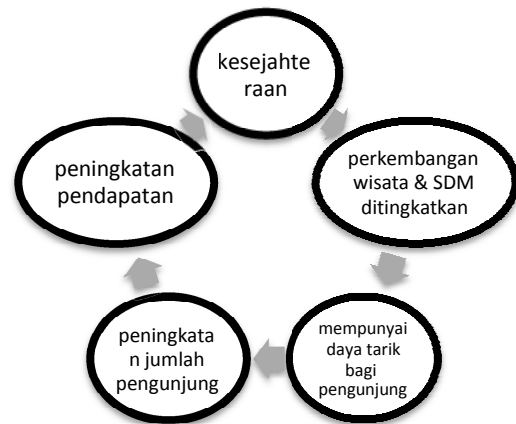 kesejahte
raan
perkembangan
wisata & SDM
ditingkatkan
mempunyai
daya tarik
bagi
pengunjung
peningkata
n jumlah
pengunjung
peningkatan
pendapatan